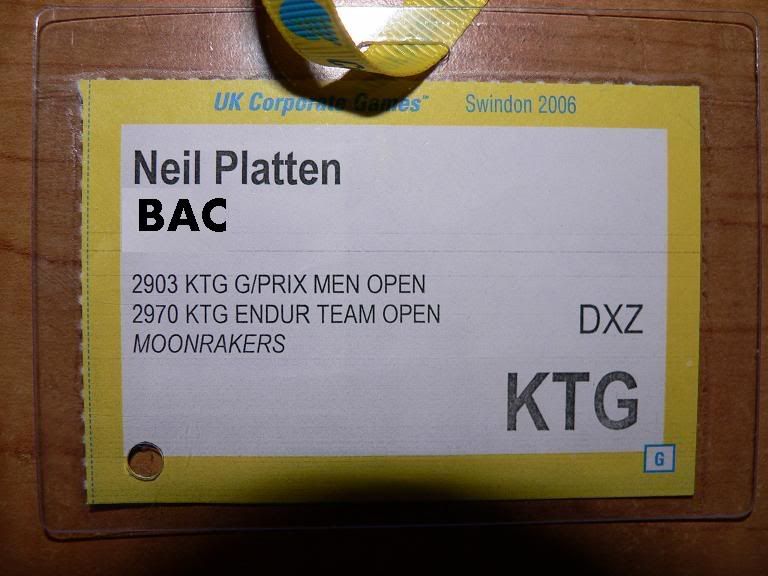 UK Corporate Games™ Swindon 2006
Neil Platten
BAC
2903 KTG G/PRIX MEN OPEN
2970 KTG ENDUR TEAM OPEN
MOONRAKERS
DXZ
KTG
G